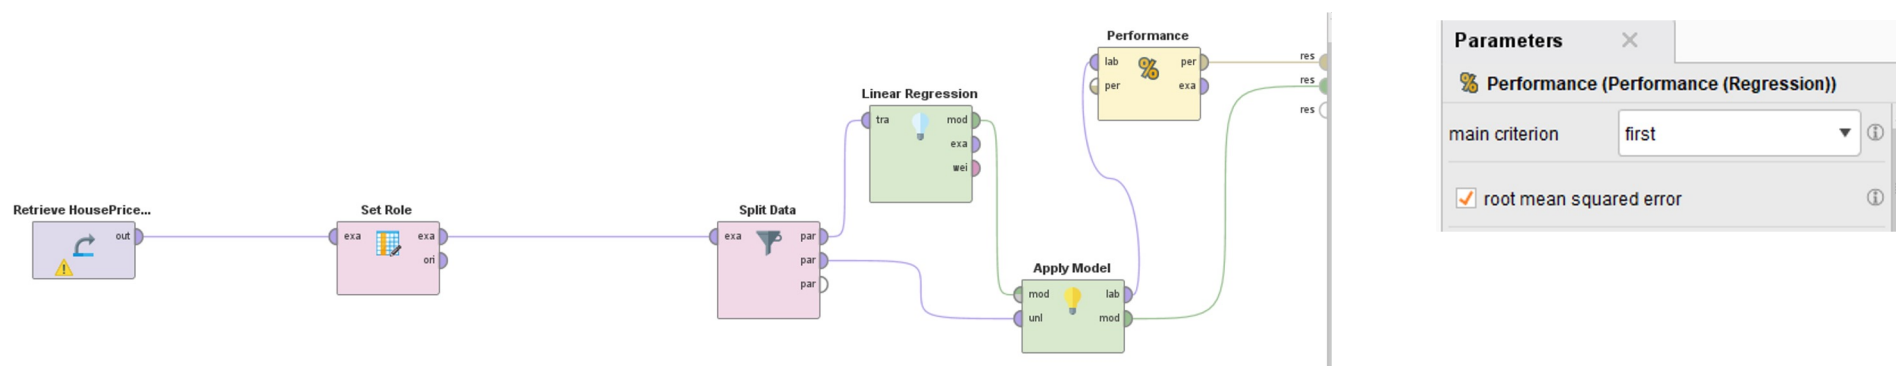 Retrieve HousePrice...
out
Set Role
exa
exa
ori
Split Data
exa
par
par
par
Linear Regression
tra
mod
exa
wei
Apply Model
mod
lab
unl
mod
Performance
lab
per
per
exa
res
res
res
Parameters
Performance (Performance (Regression))
main criterion
first
root mean squared error